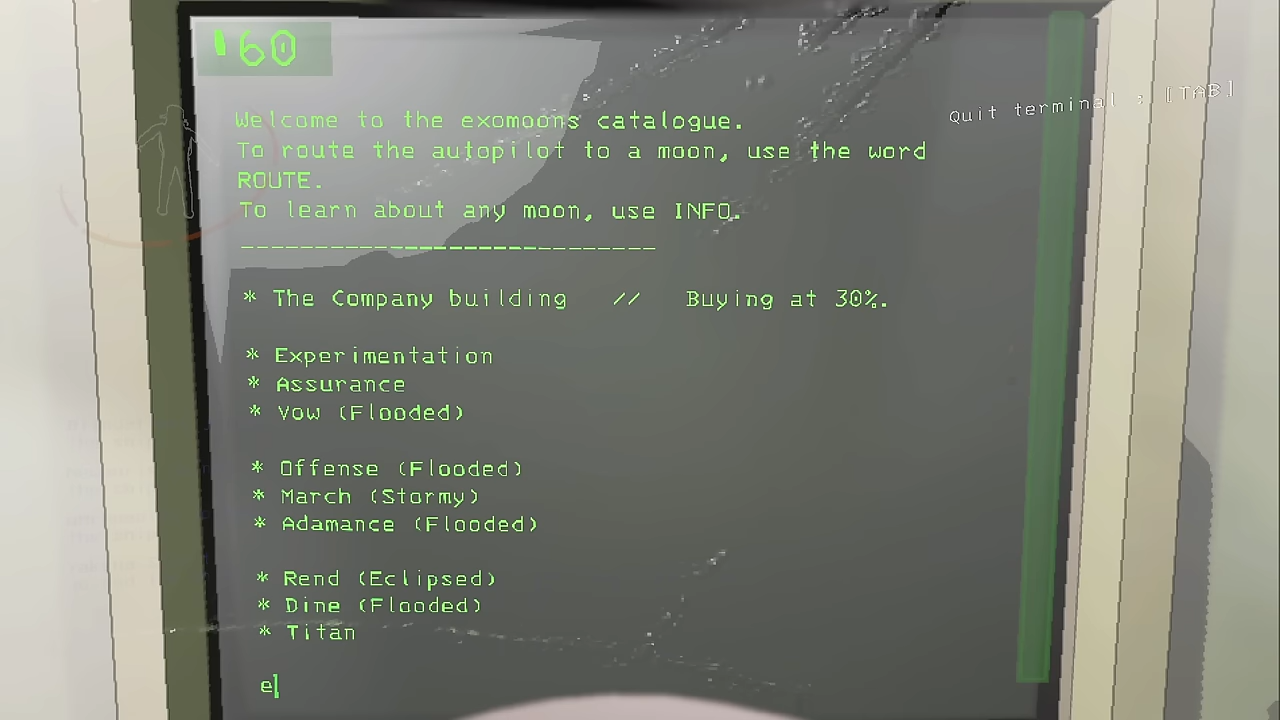 '60
Quit terminal : [TAB]
Welcome to the exomoons catalogue.
To route the autopilot to a moon, use the word
ROUTE.
To learn about any moon, use INFO.
----------------------------
* The Company building // Buying at 30%.
* Experimentation
* Assurance
* Vow (Flooded)
* Offense (Flooded)
* March (Stormy)
* Adamance (Flooded)
* Rend (Eclipsed)
* Dine (Flooded)
* Titan
e